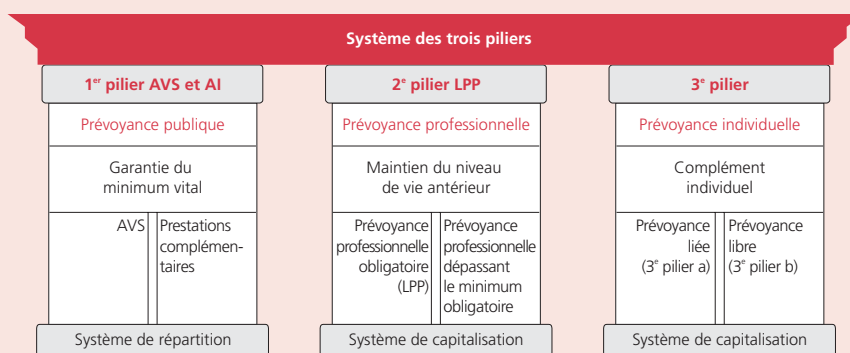 Système des trois piliers
1er pilier AVS et AI
Prévoyance publique
Garantie du
minimum vital
AVS
Prestations
complémen-
taires
Système de répartition
2e pilier LPP
Prévoyance professionnelle
Maintien du niveau
de vie antérieur
Prévoyance
professionnelle
obligatoire
(LPP)
Prévoyance
professionnelle
dépassant
le minimum
obligatoire
Système de capitalisation
3e pilier
Prévoyance individuelle
Complément
individuel
Prévoyance
liée
(3e pilier a)
Prévoyance
libre
(3e pilier b)
Système de capitalisation